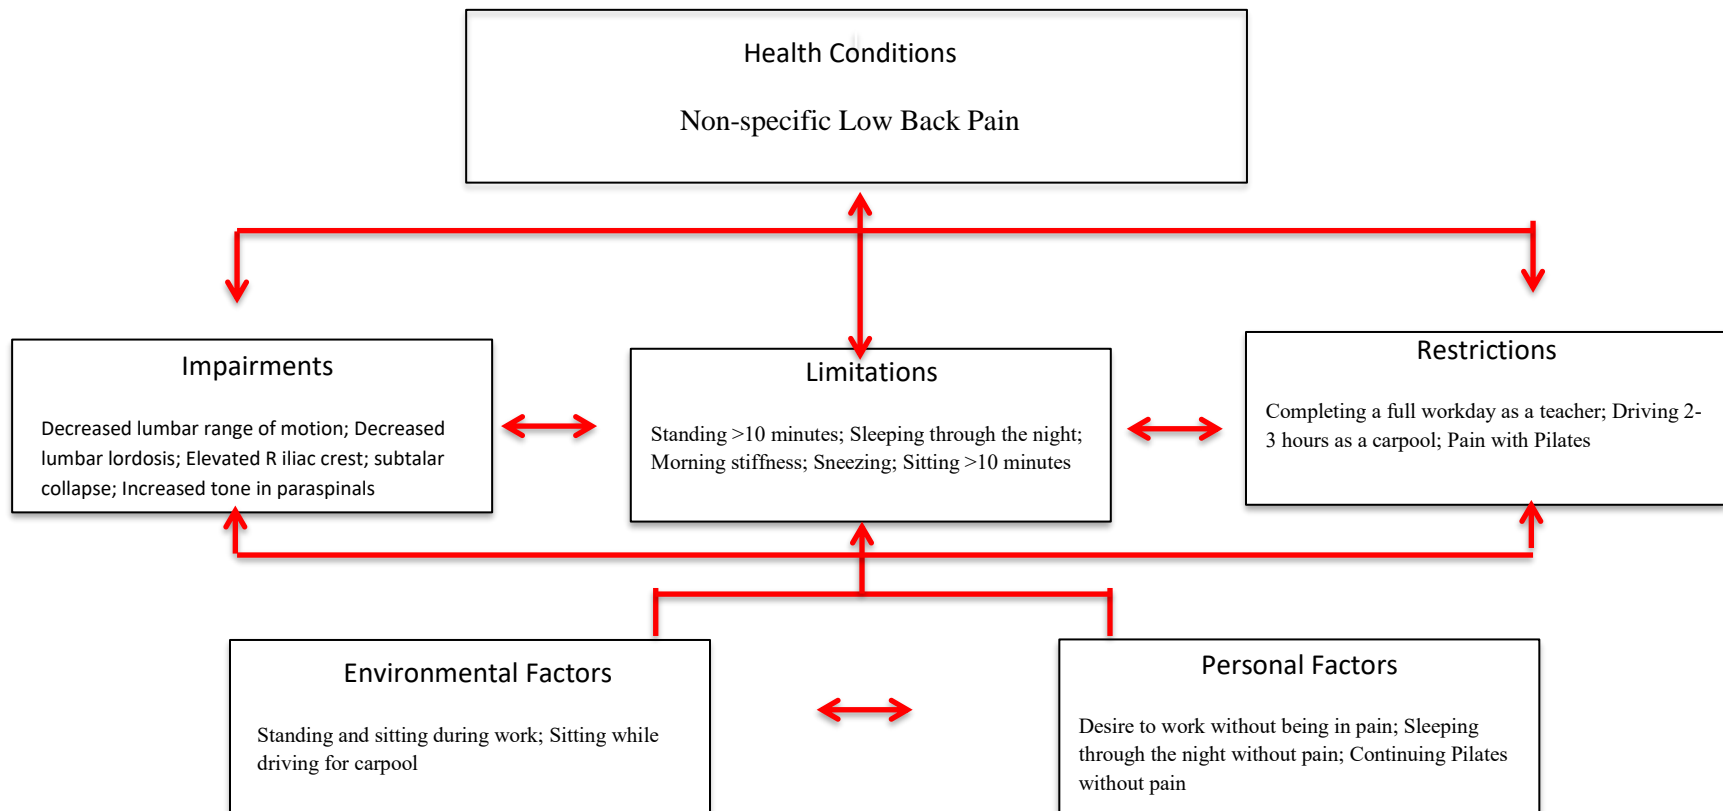 Health Conditions
Non-specific Low Back Pain
Impairments
Decreased lumbar range of motion; Decreased
lumbar lordosis; Elevated R iliac crest; subtalar
collapse; Increased tone in paraspinals
Limitations
Standing >10 minutes; Sleeping through the night;
Morning stiffness; Sneezing; Sitting >10 minutes
Restrictions
Completing a full workday as a teacher; Driving 2-
3 hours as a carpool; Pain with Pilates
Environmental Factors
Standing and sitting during work; Sitting while
driving for carpool
Personal Factors
Desire to work without being in pain; Sleeping
through the night without pain; Continuing Pilates
without pain